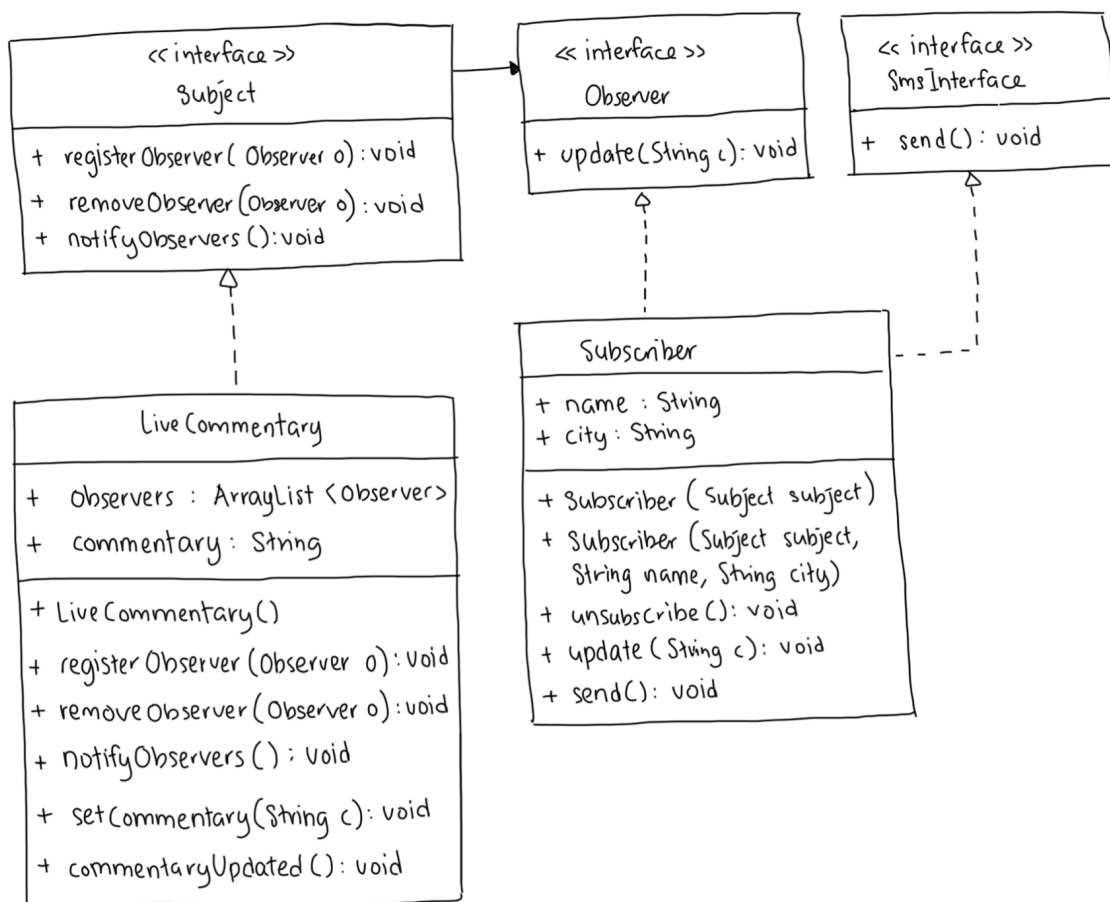 << interface >>
Subject
+ registerObserver( Observer o): void
+ removeObserver(Observer o): void
+ notifyObservers ():void
<< interface >>
Observer
+ update(String c): void
<< interface >>
SmsInterface
+ send(): void
LiveCommentary
+ observers : ArrayList <Observer>
+ commentary: String
+ LiveCommentary()
+ registerObserver(Observer o): void
+ removeObserver(Observer o): void
+ notifyObservers(): void
+ setCommentary(String c): void
+ commentaryUpdated(): void
Subscriber
+ name : String
+ city : String
+ Subscriber (Subject subject)
+ Subscriber (Subject subject,
String name, String city)
+ unsubscribe(): void
+ update (String c): void
+ send(): void